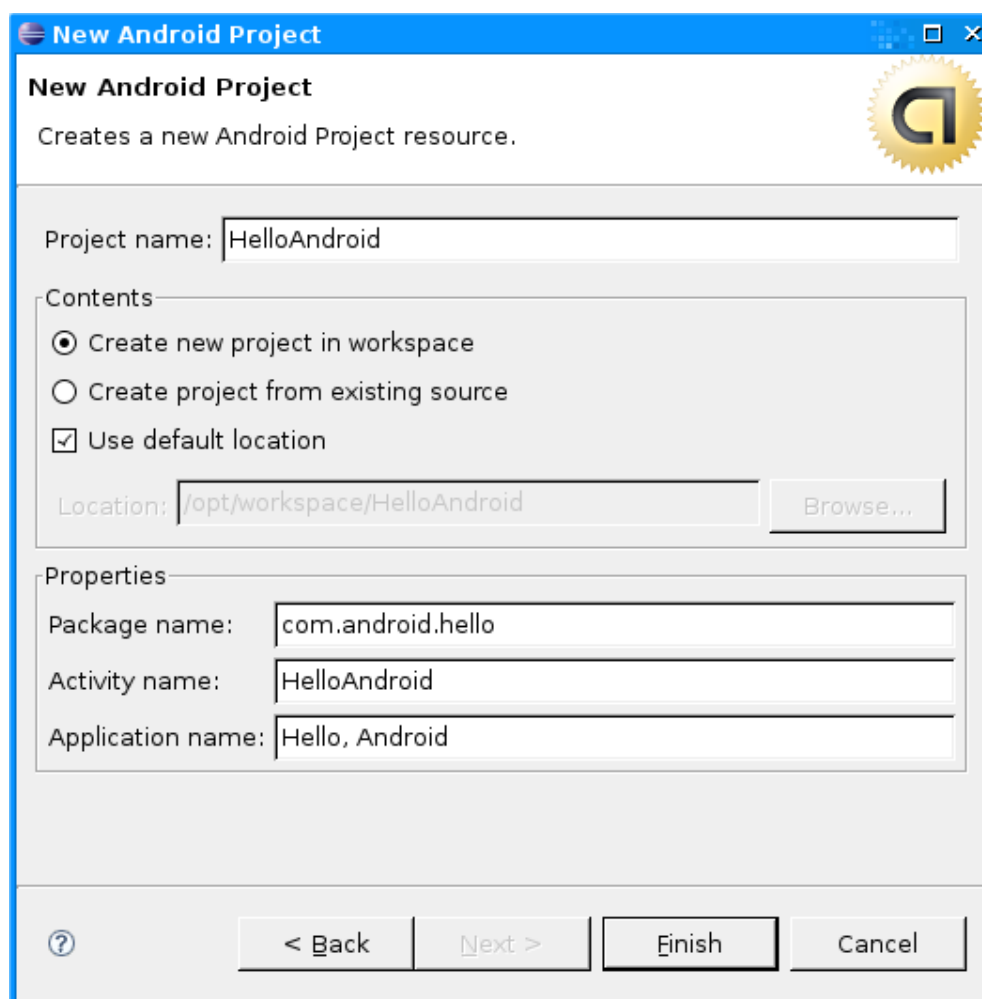 New Android Project
New Android Project
Creates a new Android Project resource.
Project name: HelloAndroid
Contents
Create new project in workspace
Create project from existing source
Use default location
Location: /opt/workspace/HelloAndroid Browse...
Properties
Package name: com.android.hello
Activity name: HelloAndroid
Application name: Hello, Android
? < Back Next > Finish Cancel